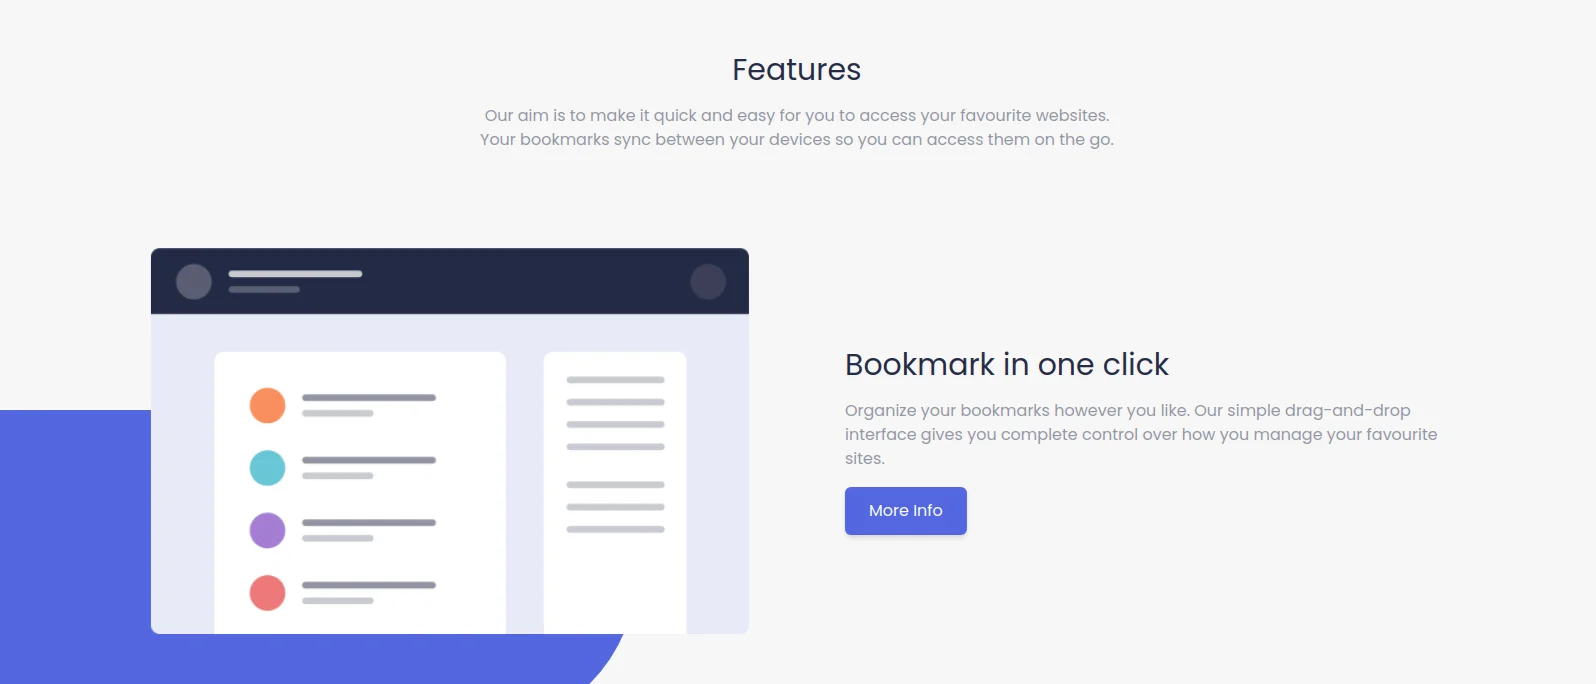 Features
Our aim is to make it quick and easy for you to access your favourite websites.
Your bookmarks sync between your devices so you can access them on the go.
Bookmark in one click
Organize your bookmarks however you like. Our simple drag-and-drop
interface gives you complete control over how you manage your favourite
sites.
More Info